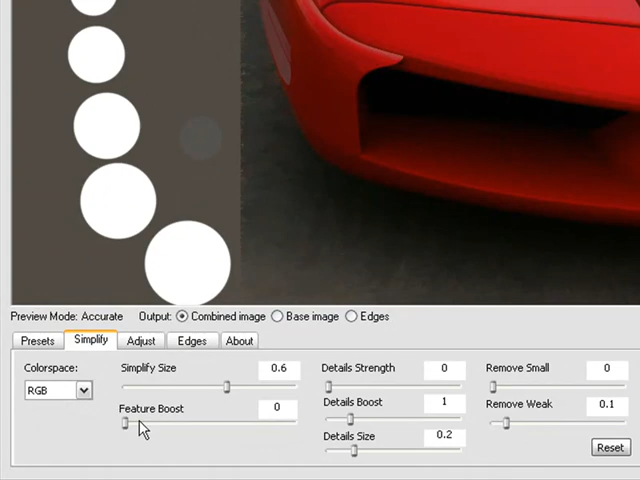 Preview Mode: Accurate Output: Combined image Base image Edges
Presets Simplify Adjust Edges About
Colorspace: Simplify Size 0.6 Details Strength 0 Remove Small 0
RGB
Feature Boost 0 Details Boost 1 Remove Weak 0.1
Details Size 0.2
Reset